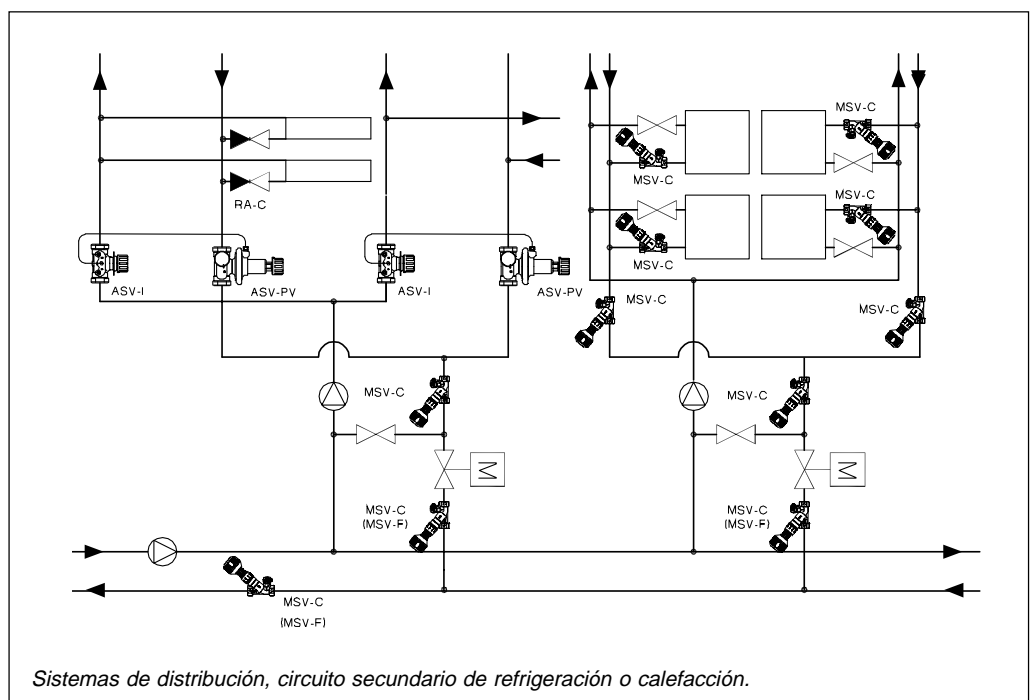 MSV-C
MSV-C
MSV-C
RA-C
MSV-C
ASV-I
ASV-PV
ASV-I
ASV-PV
MSV-C
MSV-C
MSV-C
MSV-C
M
M
MSV-C
(MSV-F)
MSV-C
(MSV-F)
MSV-C
(MSV-F)
Sistemas de distribución, circuito secundario de refrigeración o calefacción.